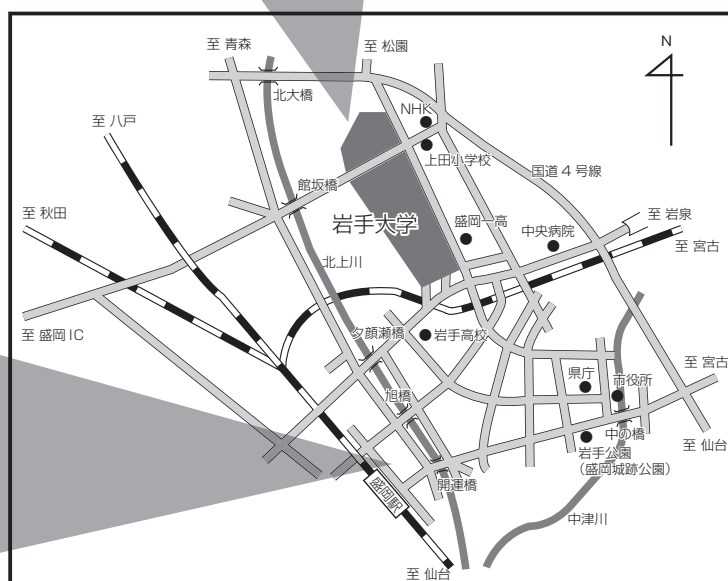 至 青森
至 松園
N
北大橋
NHK
至 八戸
上田小学校
国道４号線
館坂橋
至 秋田
岩手大学
盛岡一高
中央病院
至 岩泉
至 宮古
北上川
至 盛岡IC
夕顔瀬橋
岩手高校
至 宮古
県庁
市役所
旭橋
中の橋
至 仙台
岩手公園
（盛岡城跡公園）
開運橋
盛岡駅
中津川
至 仙台